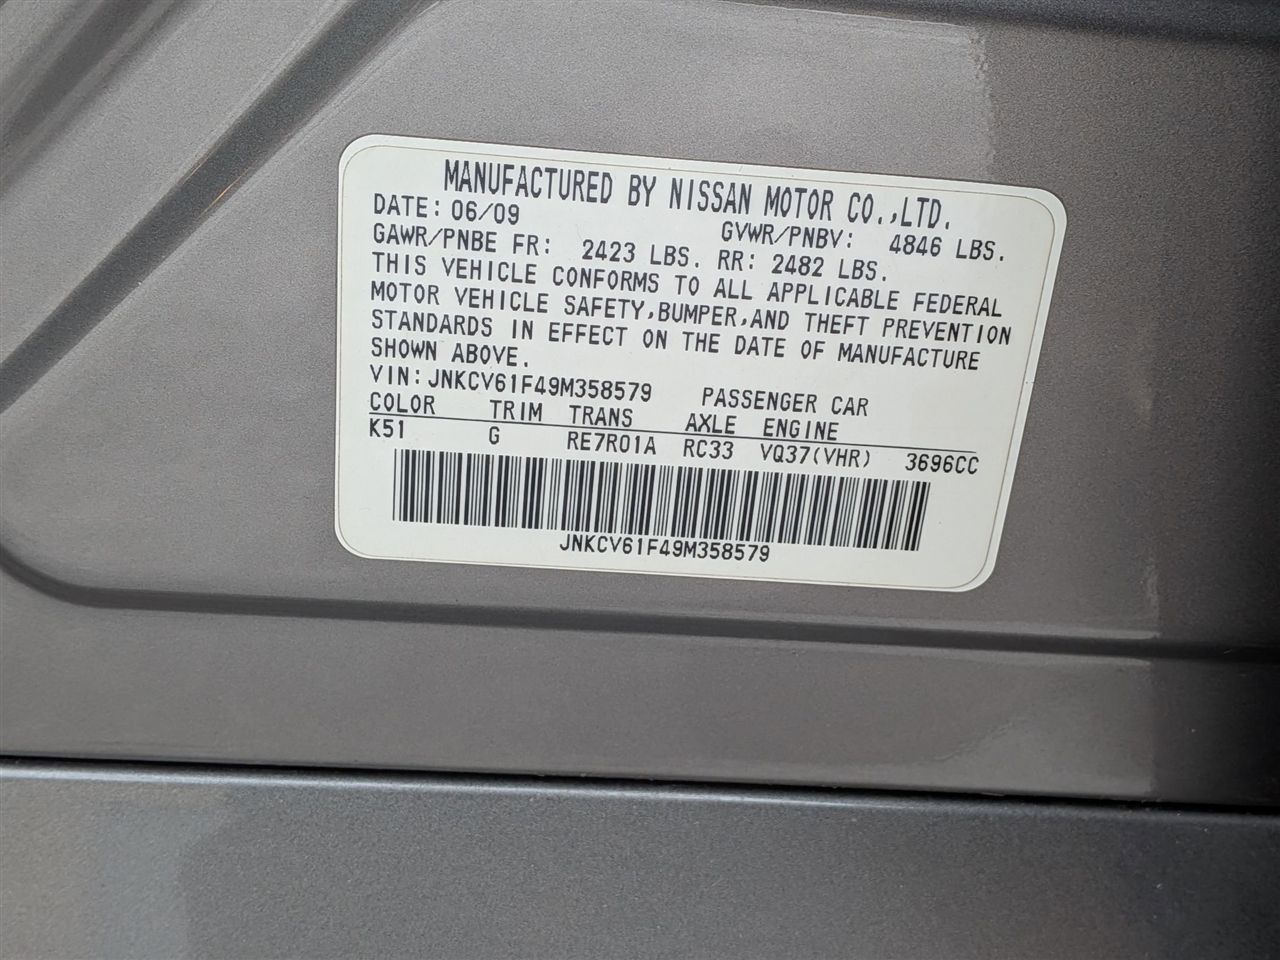 MANUFACTURED BY NISSAN MOTOR CO.,LTD.
DATE: 06/09 GVWR/PNBV: 4846 LBS.
GAWR/PNBE FR: 2423 LBS. RR: 2482 LBS.
THIS VEHICLE CONFORMS TO ALL APPLICABLE FEDERAL
MOTOR VEHICLE SAFETY,BUMPER,AND THEFT PREVENTION
STANDARDS IN EFFECT ON THE DATE OF MANUFACTURE
SHOWN ABOVE.
VIN: JNKCV61F49M358579 PASSENGER CAR
COLOR TRIM TRANS AXLE ENGINE
K51 G RE7R01A RC33 VQ37(VHR) 3696CC
JNKCV61F49M358579